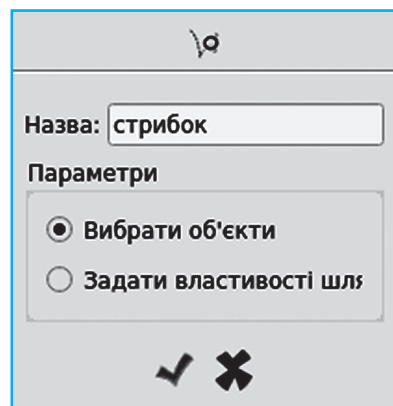 Назва: стрибок
Параметри
Вибрати об'єкти
Задати властивості шля